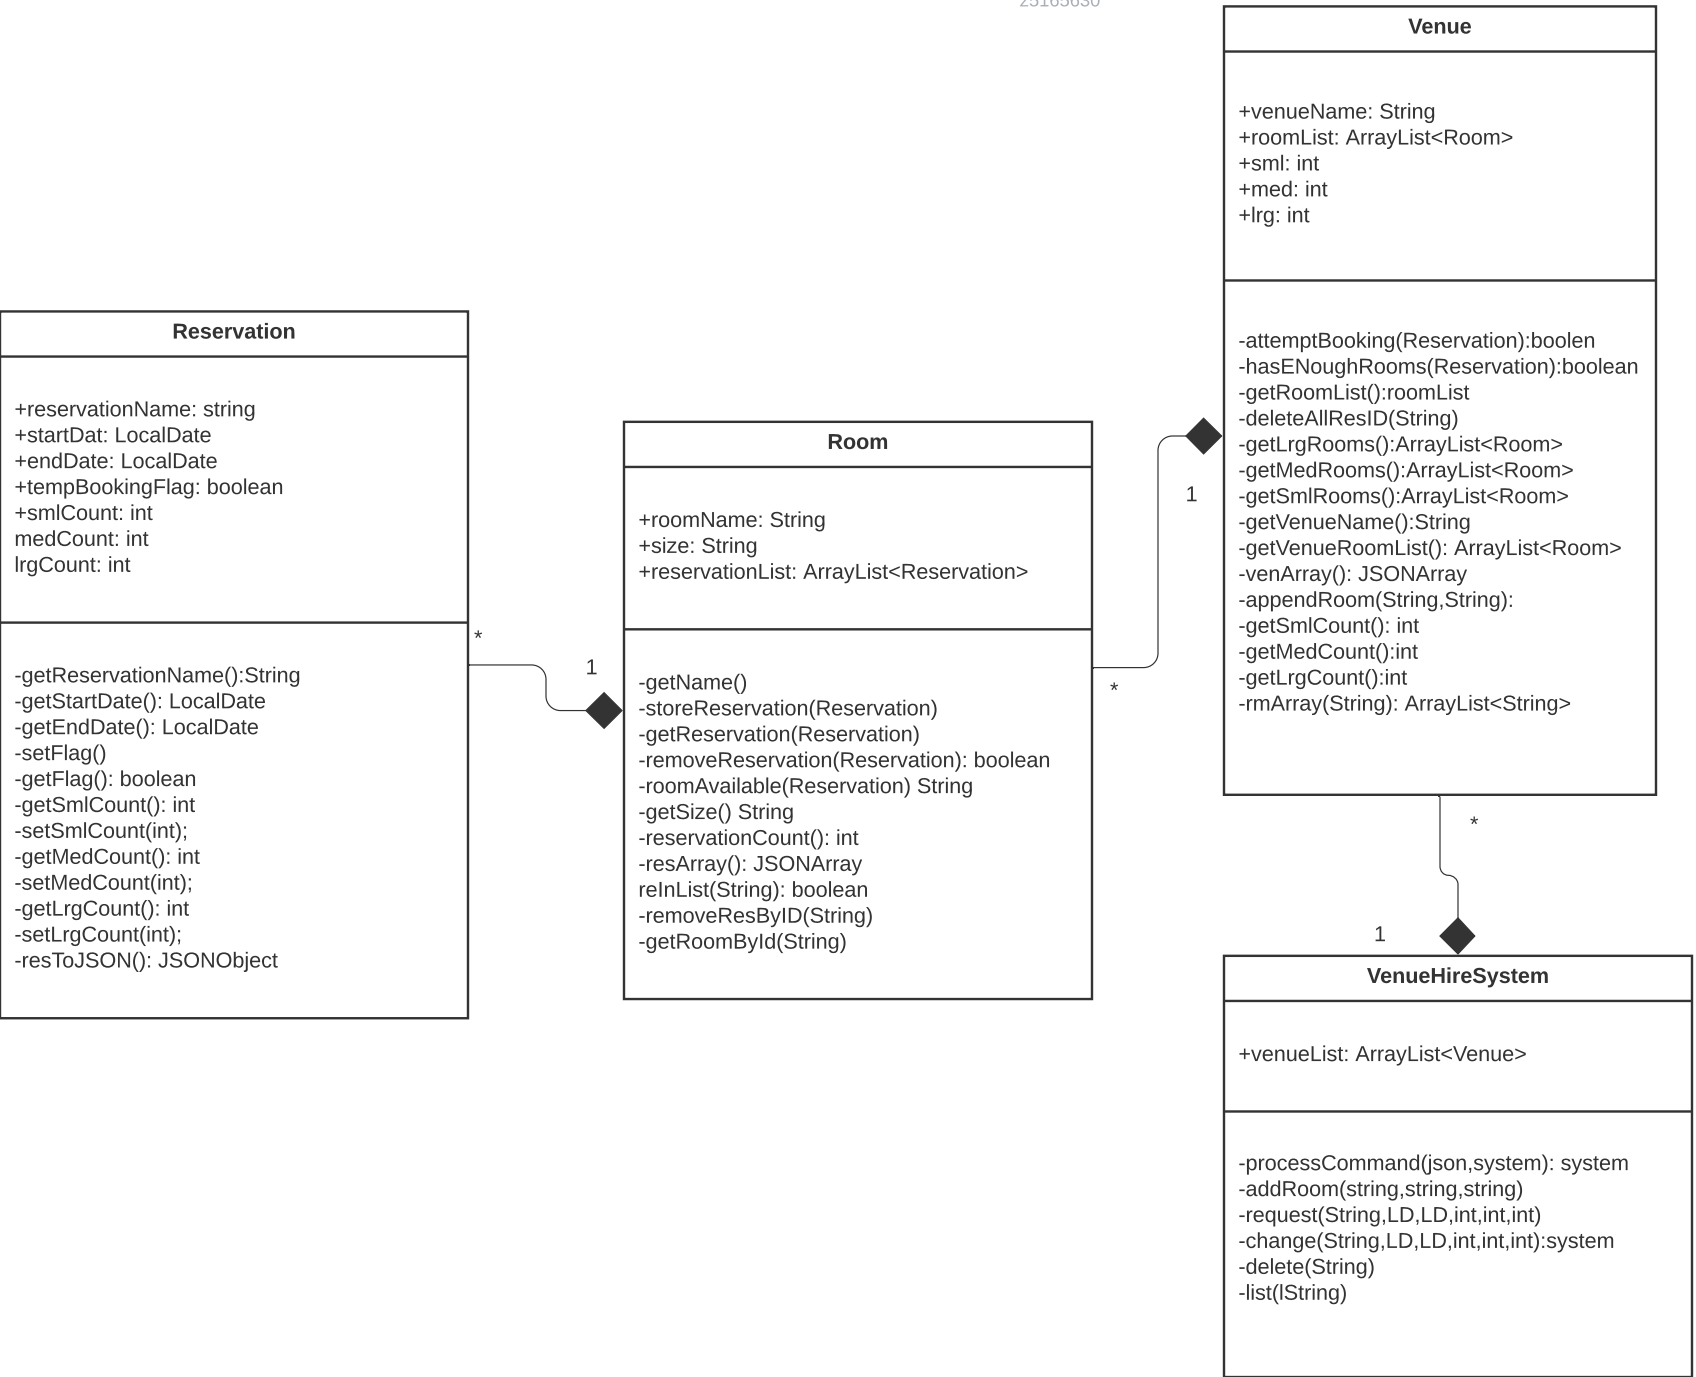 25165630
Venue
+venueName: String
+roomList: ArrayList<Room>
+sml: int
+med: int
+lrg: int
-attemptBooking(Reservation):boolen
-hasENoughRooms(Reservation):boolean
-getRoomList():roomList
-deleteAllResID(String)
-getLrgRooms():ArrayList<Room>
-getMedRooms():ArrayList<Room>
-getSmlRooms():ArrayList<Room>
-getVenueName():String
-getVenueRoomList(): ArrayList<Room>
-venArray(): JSONArray
-appendRoom(String,String):
-getSmlCount(): int
-getMedCount():int
-getLrgCount():int
-rmArray(String): ArrayList<String>
Reservation
+reservationName: string
+startDat: LocalDate
+endDate: LocalDate
+tempBookingFlag: boolean
+smlCount: int
medCount: int
lrgCount: int
-getReservationName():String
-getStartDate(): LocalDate
-getEndDate(): LocalDate
-setFlag()
-getFlag(): boolean
-getSmlCount(): int
-setSmlCount(int);
-getMedCount(): int
-setMedCount(int);
-getLrgCount(): int
-setLrgCount(int);
-resToJSON(): JSONObject
*
1
Room
+roomName: String
+size: String
+reservationList: ArrayList<Reservation>
-getName()
-storeReservation(Reservation)
-getReservation(Reservation)
-removeReservation(Reservation): boolean
-roomAvailable(Reservation) String
-getSize() String
-reservationCount(): int
-resArray(): JSONArray
reInList(String): boolean
-removeResByID(String)
-getRoomById(String)
1
*
*
1
VenueHireSystem
+venueList: ArrayList<Venue>
-processCommand(json,system): system
-addRoom(string,string,string)
-request(String,LD,LD,int,int,int)
-change(String,LD,LD,int,int,int):system
-delete(String)
-list(lString)